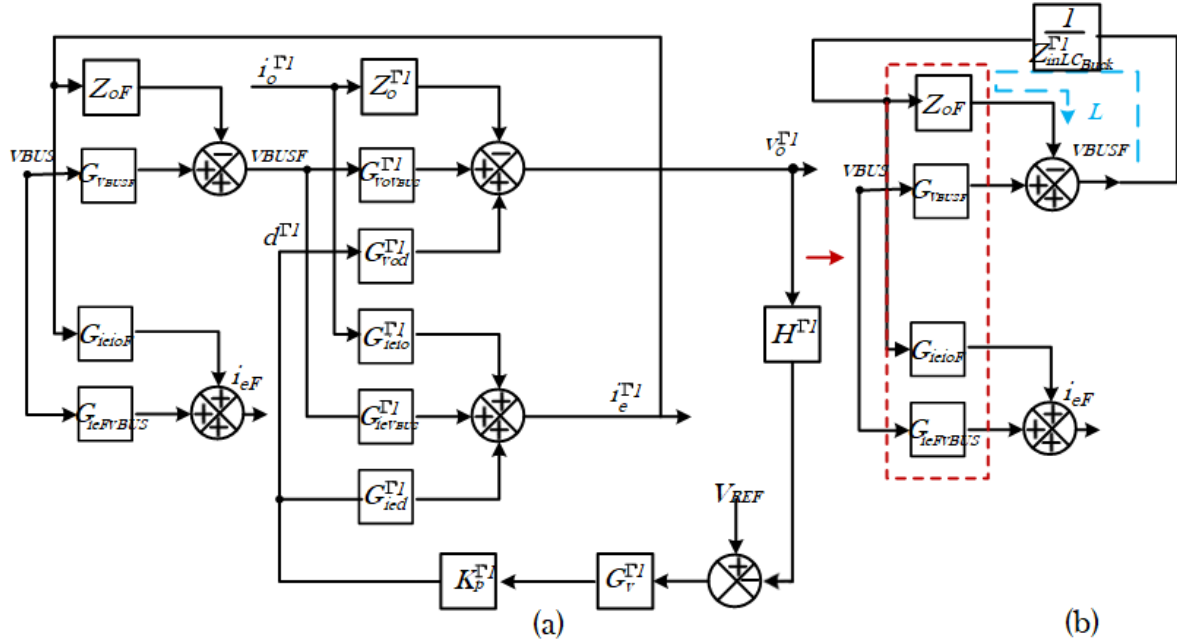 Z_oF
i_o^Γ1
Z_o^Γ1
VBUS
G_VBUSF
VBUSF
G_voVBUS^Γ1
v_o^Γ1
d^Γ1
G_vod^Γ1
G_ieioF
G_ieio^Γ1
H^Γ1
i_eF
G_ieFVBUS
G_ieVBUS^Γ1
i_e^Γ1
G_ied^Γ1
V_REF
K_p^Γ1
G_v^Γ1
(a)
1
Z_inLC_Buck^Γ1
Z_oF
L
VBUS
VBUSF
G_VBUSF
G_ieioF
i_eF
G_ieFVBUS
(b)